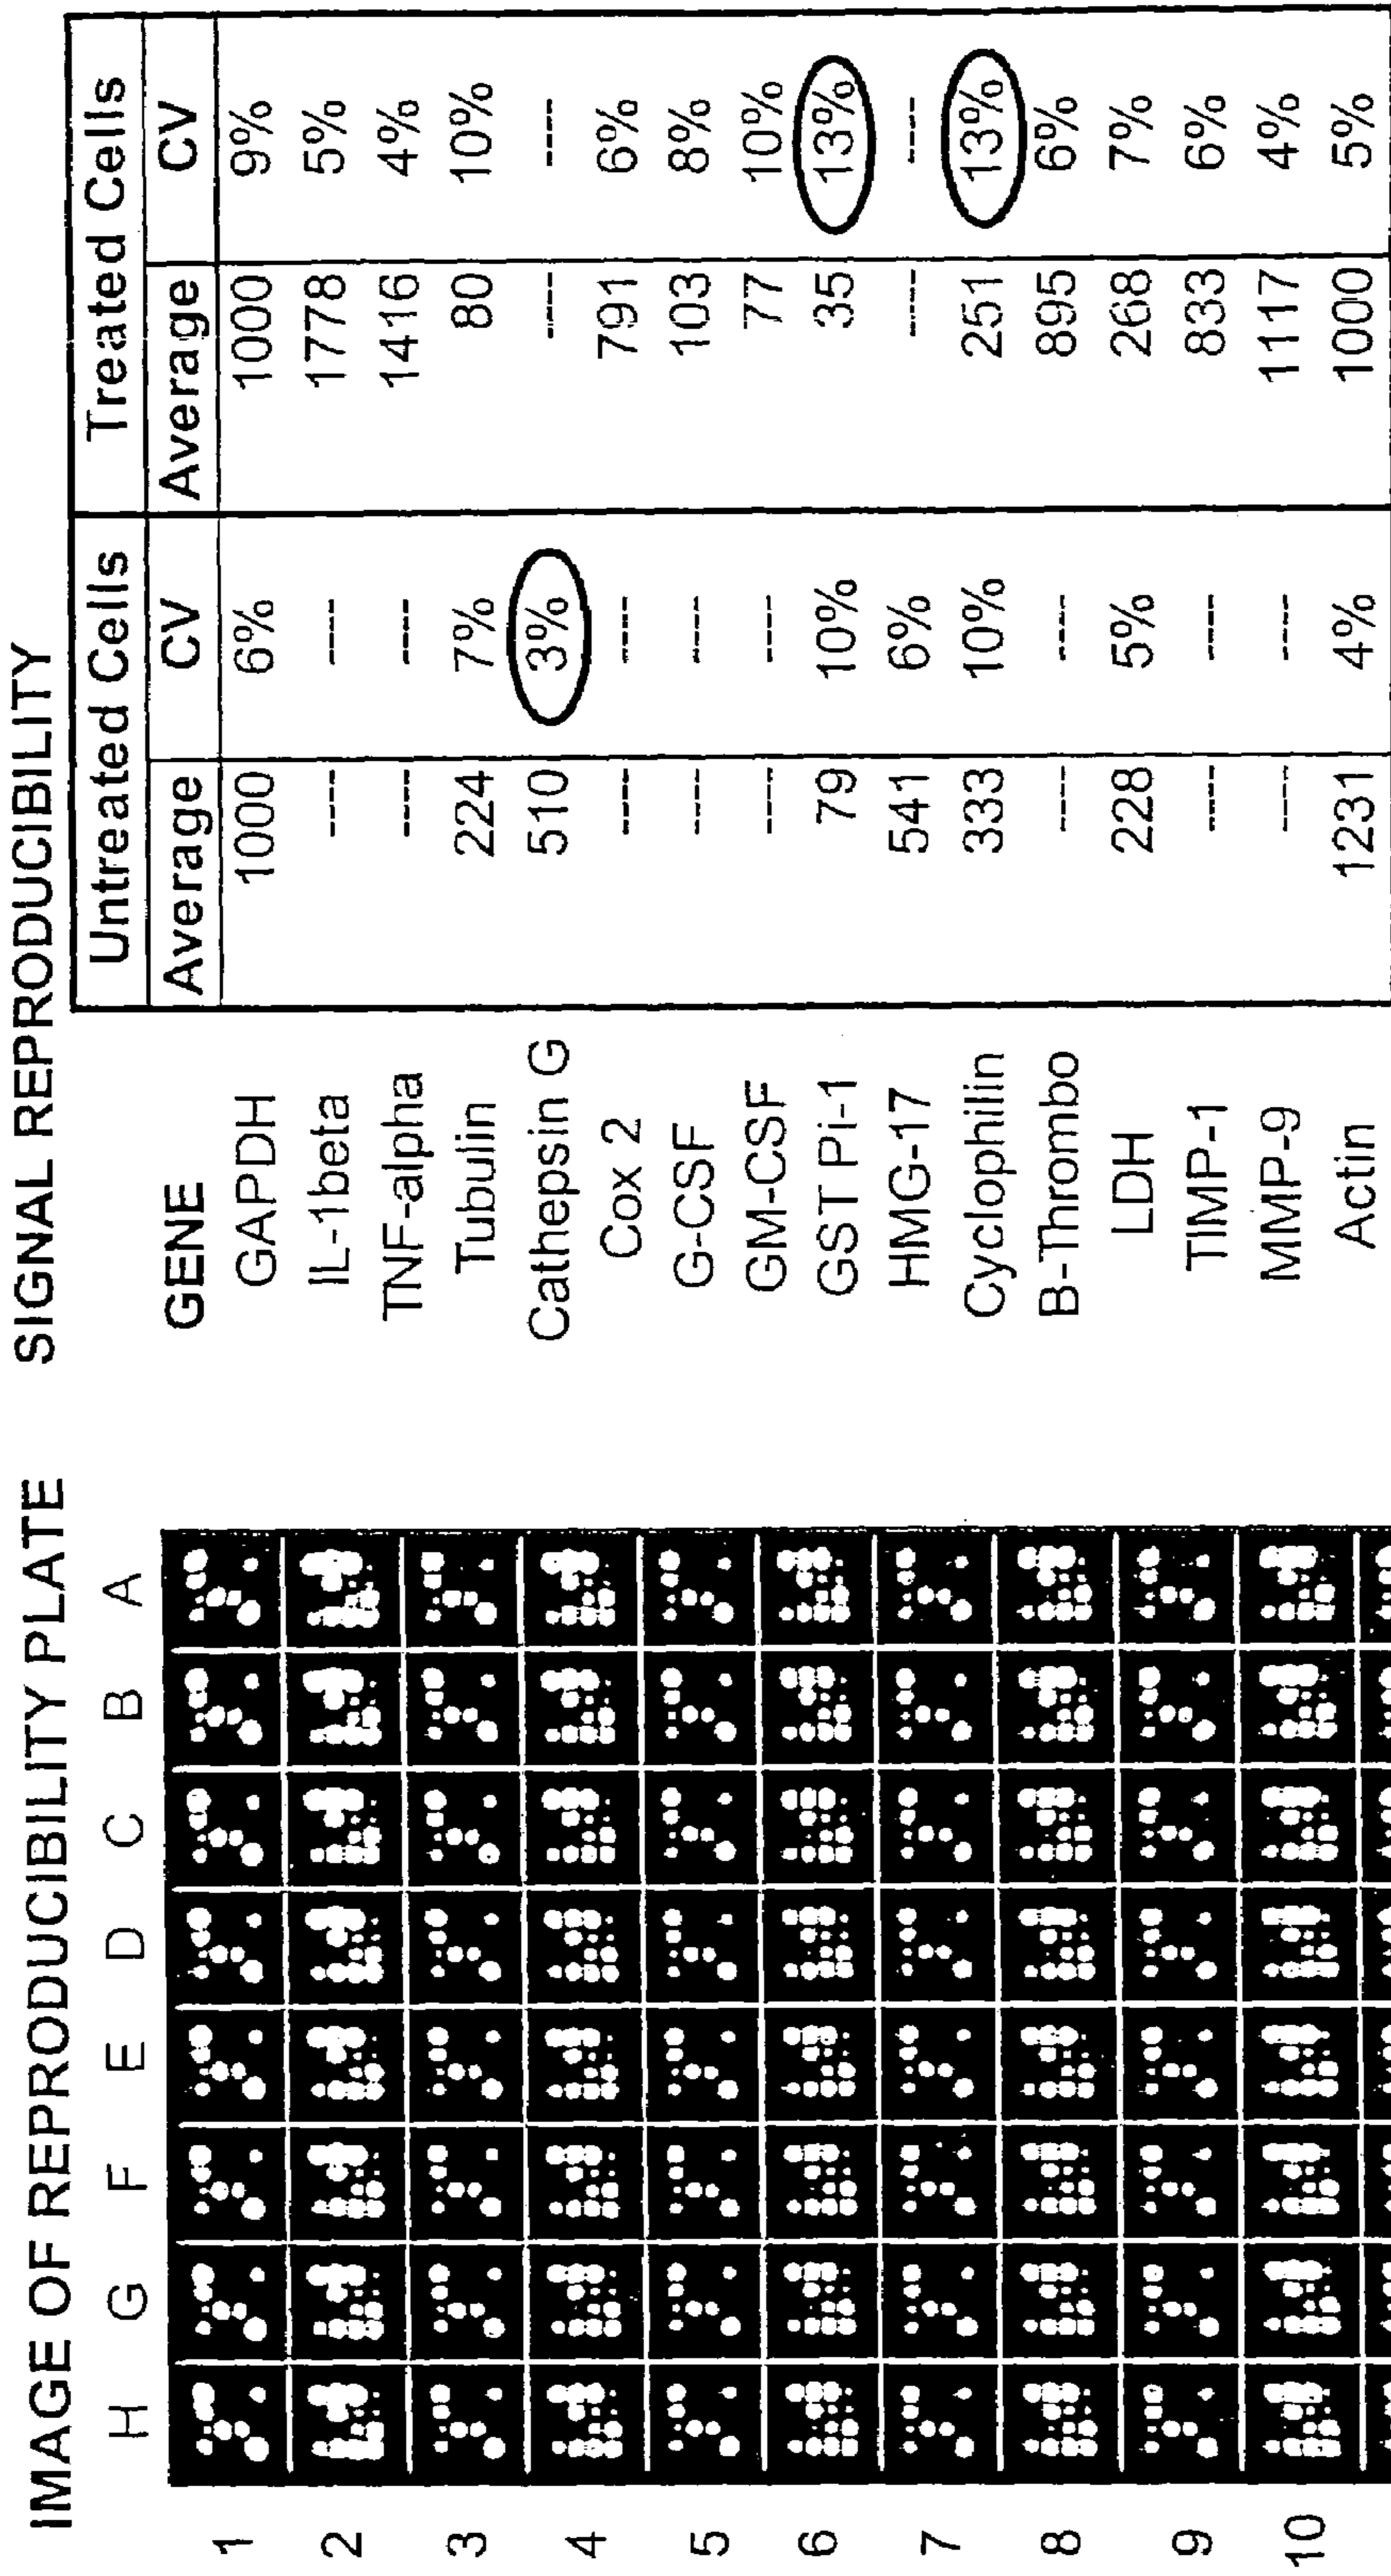 IMAGE OF REPRODUCIBILITY PLATE
H G F E D C B A
1
2
3
4
5
6
7
8
9
10
SIGNAL REPRODUCIBILITY
Untreated Cells Treated Cells
GENE Average CV Average CV
GAPDH 1000 6% 1000 9%
IL-1beta ---- ---- 1778 5%
TNF-alpha ---- ---- 1416 4%
Tubulin 224 7% 80 10%
Cathepsin G 510 3% ---- ----
Cox 2 ---- ---- 791 6%
G-CSF ---- ---- 103 8%
GM-CSF ---- ---- 77 10%
GST Pi-1 79 10% 35 13%
HMG-17 541 6% ---- ----
Cyclophilin 333 10% 251 13%
B-Thrombo ---- ---- 895 6%
LDH 228 5% 268 7%
TIMP-1 ---- ---- 833 6%
MMP-9 ---- ---- 1117 4%
Actin 1231 4% 1000 5%